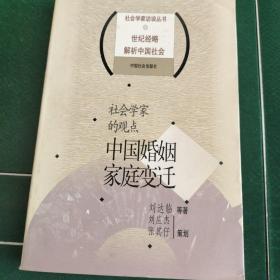 社会学家访谈丛书
世纪经略
解析中国社会
中国社会出版社
社会学家
的观点
中国婚姻
家庭变迁
刘达临 等著
刘应杰
张其仔 策划